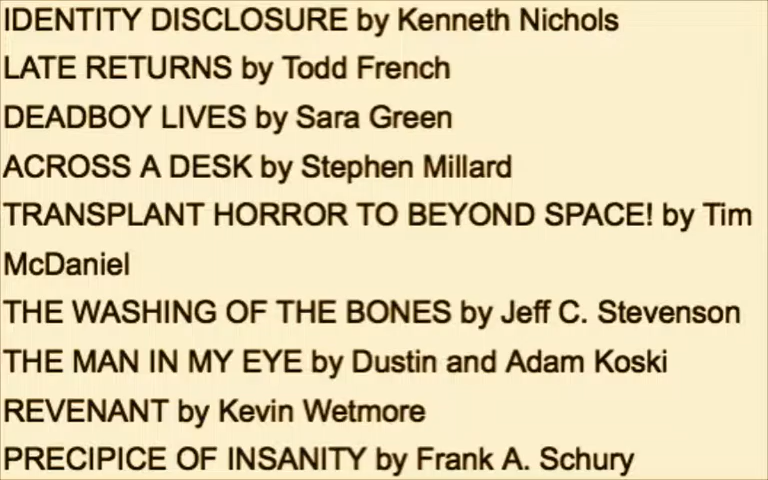 IDENTITY DISCLOSURE by Kenneth Nichols
LATE RETURNS by Todd French
DEADBOY LIVES by Sara Green
ACROSS A DESK by Stephen Millard
TRANSPLANT HORROR TO BEYOND SPACE! by Tim
McDaniel
THE WASHING OF THE BONES by Jeff C. Stevenson
THE MAN IN MY EYE by Dustin and Adam Koski
REVENANT by Kevin Wetmore
PRECIPICE OF INSANITY by Frank A. Schury